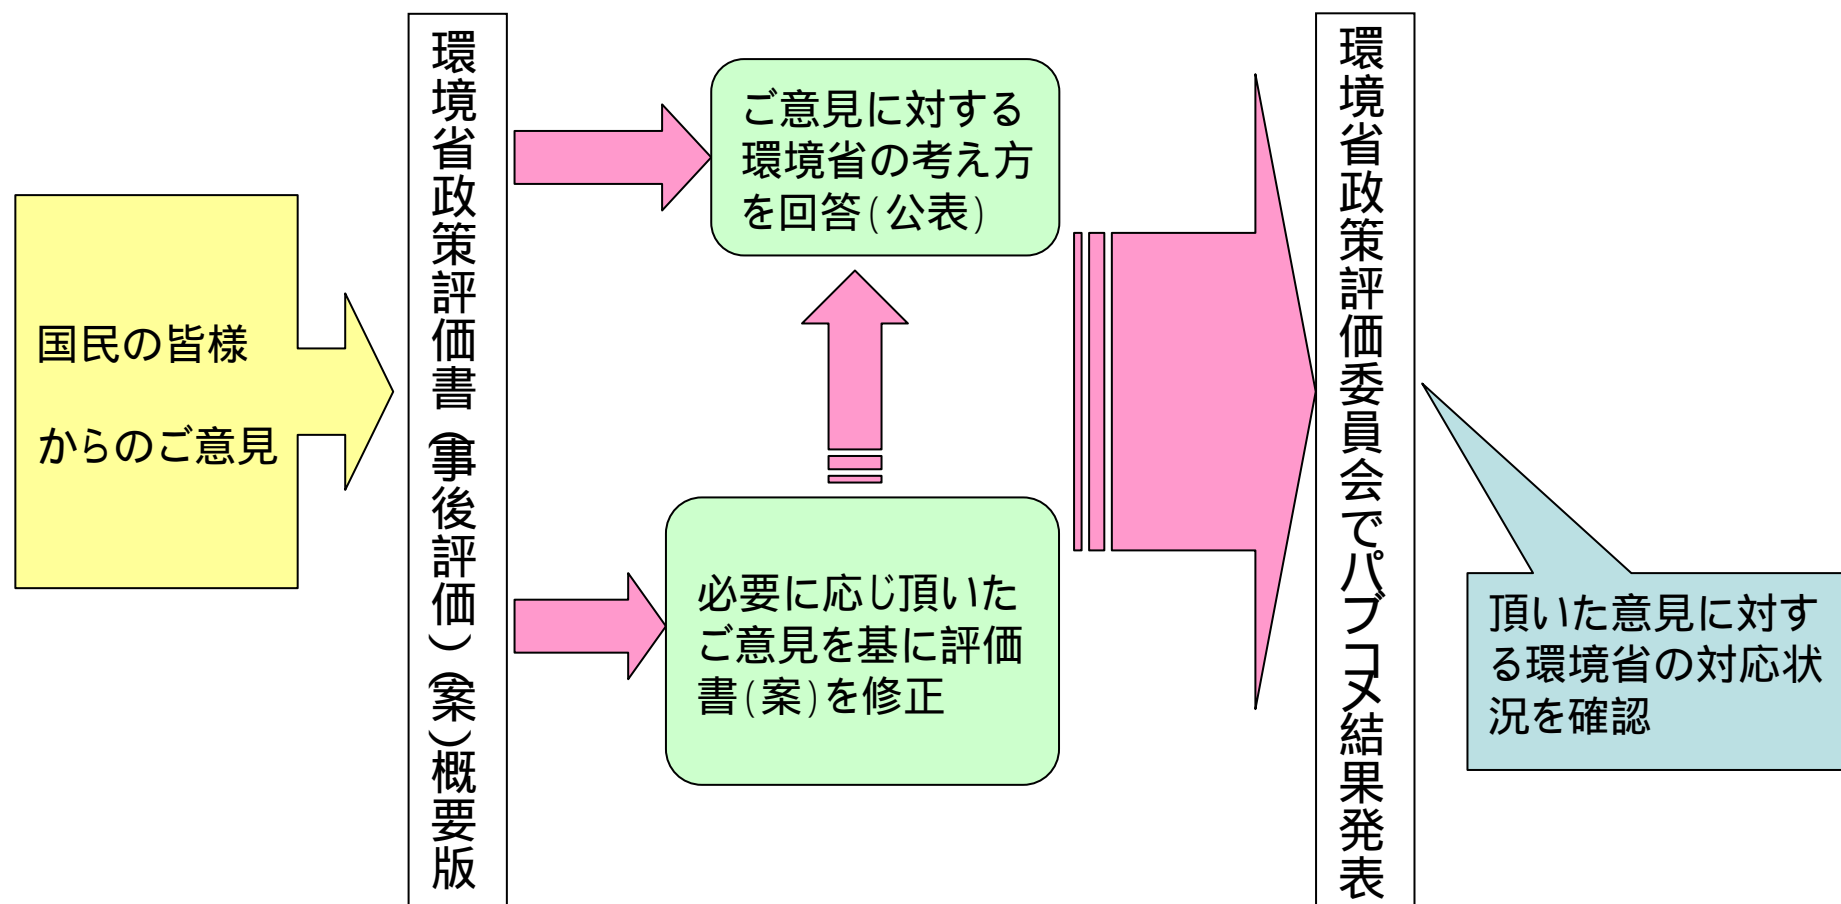 国民の皆様
からのご意見
環境省政策評価書(事後評価)(案)概要版
ご意見に対する
環境省の考え方
を回答(公表)
必要に応じ頂いた
ご意見を基に評価
書(案)を修正
環境省政策評価委員会でパブコメ結果発表
頂いた意見に対す
る環境省の対応状
況を確認